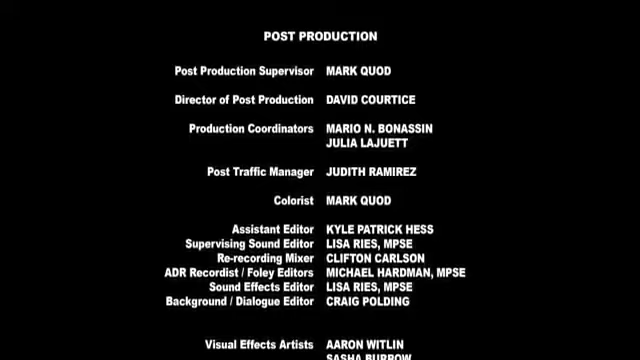 POST PRODUCTION
Post Production Supervisor MARK QUOD
Director of Post Production DAVID COURTICE
Production Coordinators MARIO N. BONASSIN
JULIA LAJUETT
Post Traffic Manager JUDITH RAMIREZ
Colorist MARK QUOD
Assistant Editor KYLE PATRICK HESS
Supervising Sound Editor LISA RIES, MPSE
Re-recording Mixer CLIFTON CARLSON
ADR Recordist / Foley Editors MICHAEL HARDMAN, MPSE
Sound Effects Editor LISA RIES, MPSE
Background / Dialogue Editor CRAIG POLDING
Visual Effects Artists AARON WITLIN
SASHA BURROW